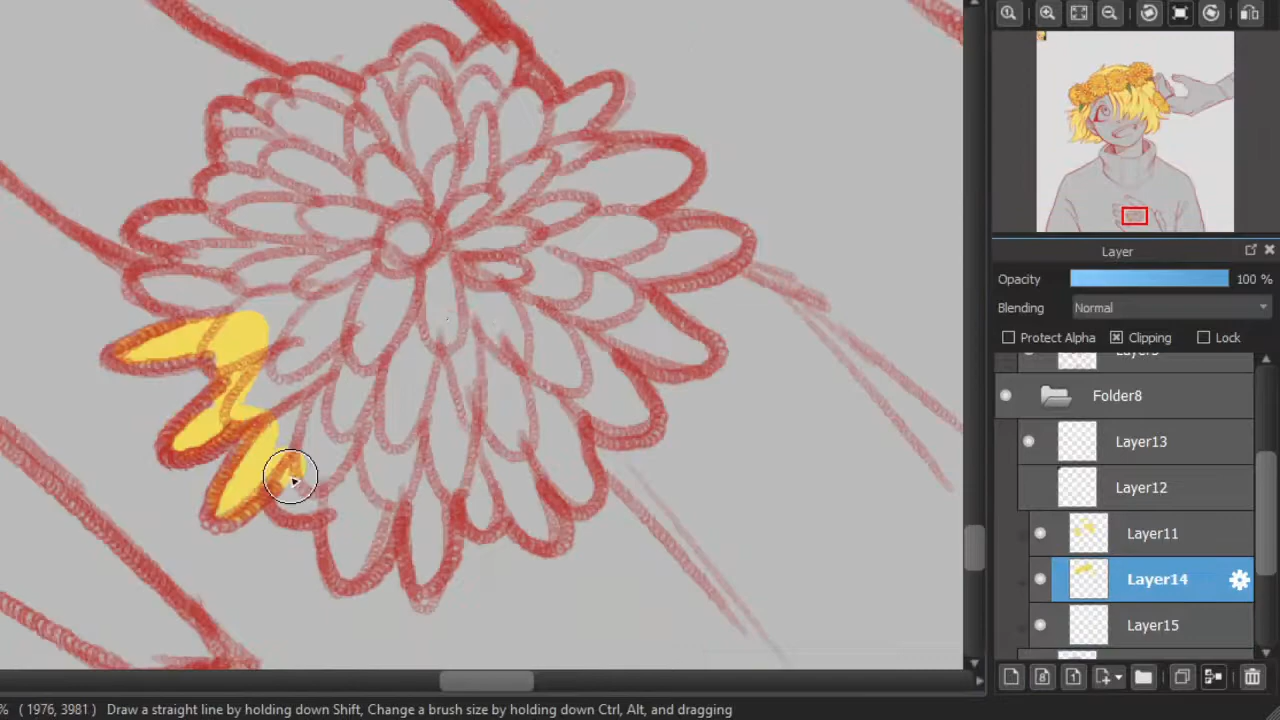 Layer
Opacity 100 %
Blending Normal
Protect Alpha Clipping Lock
Folder8
Layer13
Layer12
Layer11
Layer14
Layer15
% ( 1976, 3981 ) Draw a straight line by holding down Shift, Change a brush size by holding down Ctrl, Alt, and dragging